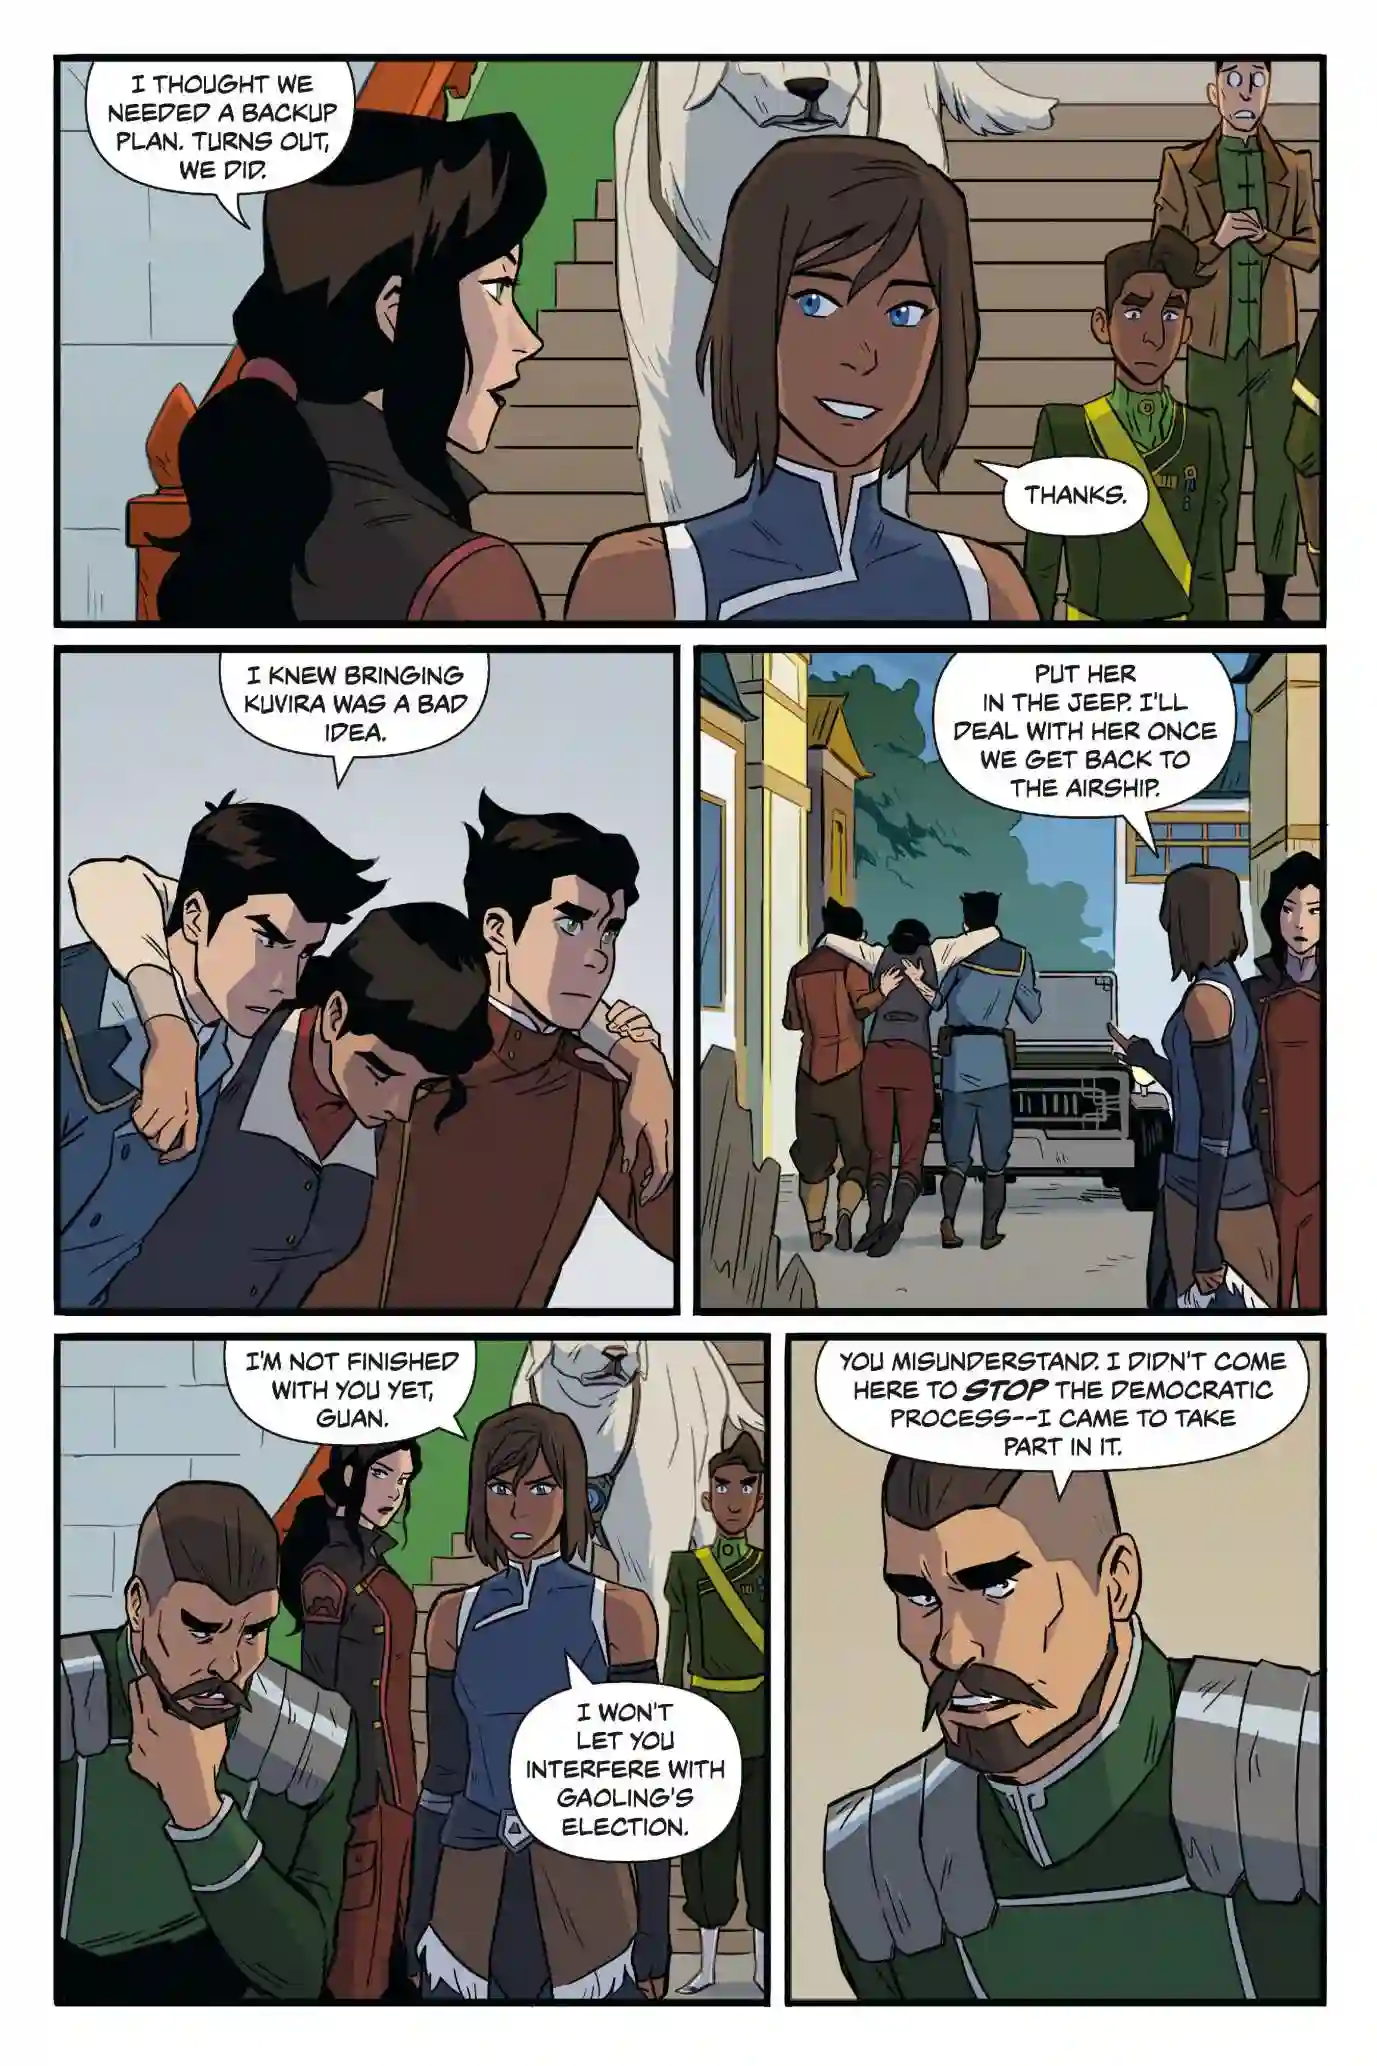 I THOUGHT WE
NEEDED A BACKUP
PLAN. TURNS OUT,
WE DID.
THANKS.
I KNEW BRINGING
KUVIRA WAS A BAD
IDEA.
PUT HER
IN THE JEEP. I'LL
DEAL WITH HER ONCE
WE GET BACK TO
THE AIRSHIP.
I'M NOT FINISHED
WITH YOU YET,
GUAN.
I WON'T
LET YOU
INTERFERE WITH
GAOLING'S
ELECTION.
YOU MISUNDERSTAND. I DIDN'T COME
HERE TO STOP THE DEMOCRATIC
PROCESS--I CAME TO TAKE
PART IN IT.